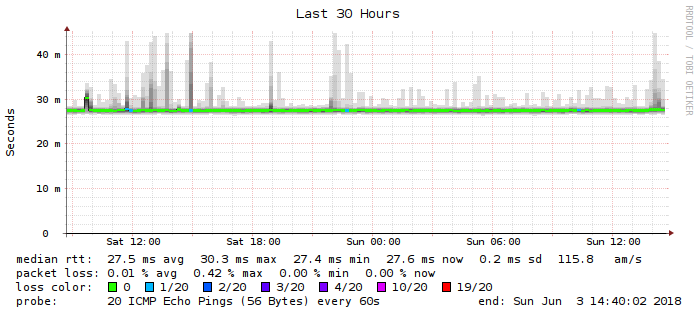 Last 30 Hours
RRDTOOL / TOBI OETIKER
Seconds
40 m
30 m
20 m
10 m
0
Sat 12:00 Sat 18:00 Sun 00:00 Sun 06:00 Sun 12:00
median rtt: 27.5 ms avg 30.3 ms max 27.4 ms min 27.6 ms now 0.2 ms sd 115.8 am/s
packet loss: 0.01 % avg 0.42 % max 0.00 % min 0.00 % now
loss color: 0 1/20 2/20 3/20 4/20 10/20 19/20
probe: 20 ICMP Echo Pings (56 Bytes) every 60s end: Sun Jun 3 14:40:02 2018